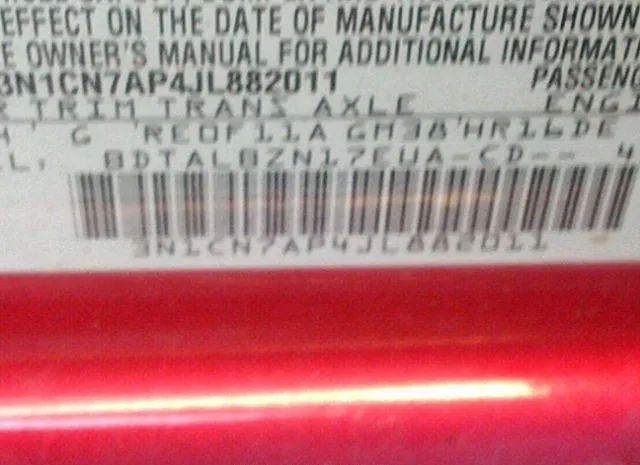 EFFECT ON THE DATE OF MANUFACTURE SHOWN
E OWNER'S MANUAL FOR ADDITIONAL INFORMAT
3N1CN7AP4JL882011 PASSENG
R TRIM TRANS AXLE ENGI
G RE0F11A GM38 HR16DE
BDTALBZN17EUA-CD-- 4
3N1CN7AP4JL882011